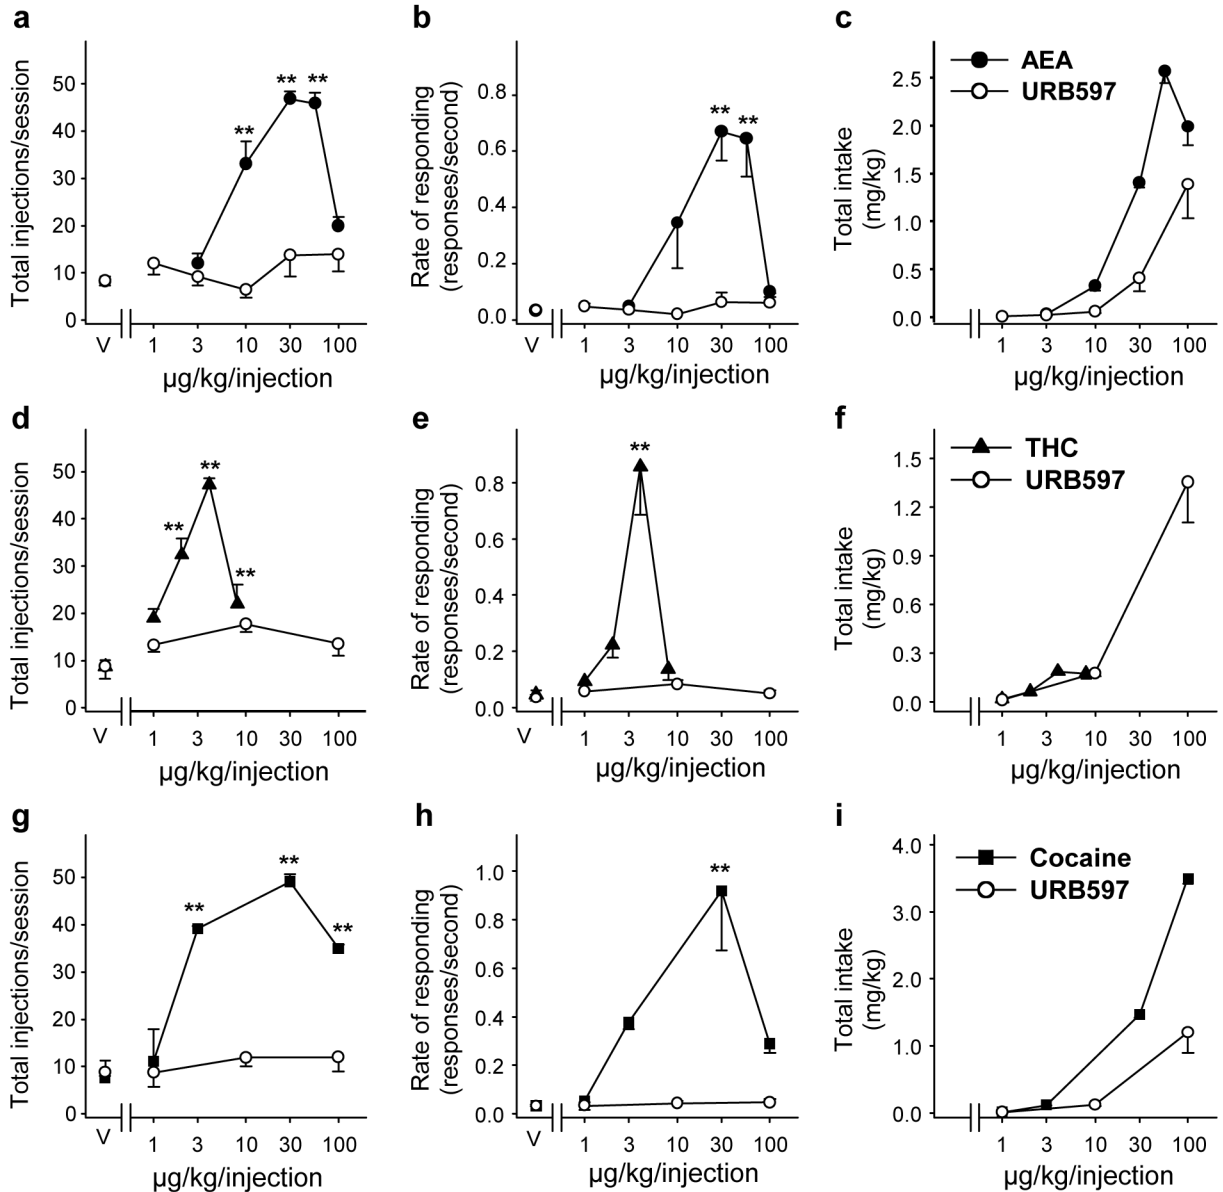 a
Total injections/session
50
40
30
20
10
0
** ** **
V 1 3 10 30 100
µg/kg/injection
b
Rate of responding
(responses/second)
0.8
0.6
0.4
0.2
0.0
** **
V 1 3 10 30 100
µg/kg/injection
c
AEA
URB597
Total intake
(mg/kg)
2.5
2.0
1.5
1.0
0.5
0.0
1 3 10 30 100
µg/kg/injection
d
Total injections/session
50
40
30
20
10
0
** ** **
V 1 3 10 30 100
µg/kg/injection
e
Rate of responding
(responses/second)
0.8
0.6
0.4
0.2
0.0
**
V 1 3 10 30 100
µg/kg/injection
f
THC
URB597
Total intake
(mg/kg)
1.5
1.2
0.9
0.6
0.3
0.0
1 3 10 30 100
µg/kg/injection
g
Total injections/session
50
40
30
20
10
0
** ** **
V 1 3 10 30 100
µg/kg/injection
h
Rate of responding
(responses/second)
1.0
0.8
0.6
0.4
0.2
0.0
**
V 1 3 10 30 100
µg/kg/injection
i
Cocaine
URB597
Total intake
(mg/kg)
4.0
3.0
2.0
1.0
0.0
1 3 10 30 100
µg/kg/injection